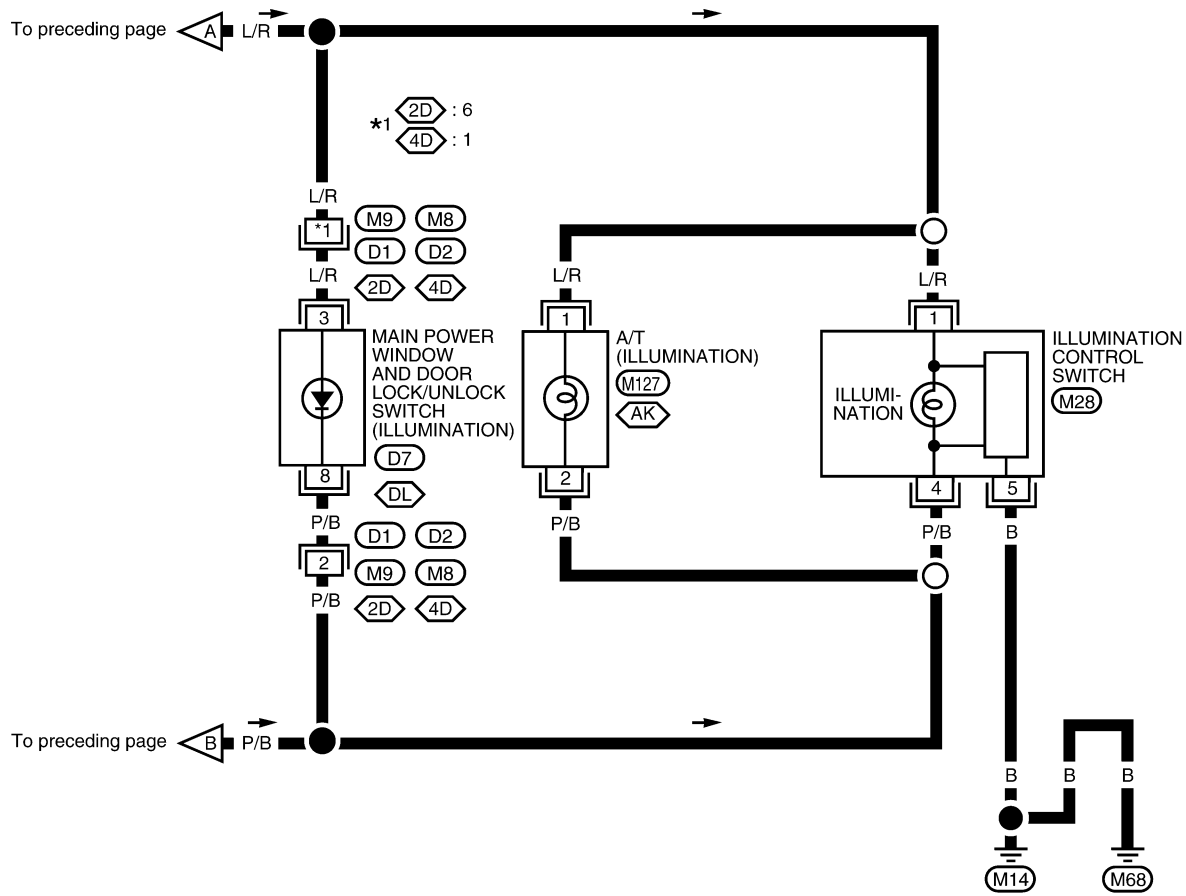 To preceding page A L/R
*1 2D : 6
4D : 1
L/R
*1 M9 M8
D1 D2
L/R
2D 4D
3
MAIN POWER
WINDOW
AND DOOR
LOCK/UNLOCK
SWITCH
(ILLUMINATION)
D7
8
DL
P/B
D1 D2
2
M9 M8
P/B
2D 4D
L/R
1
A/T
(ILLUMINATION)
M127
AK
2
P/B
L/R
1
ILLUMINATION
CONTROL
SWITCH
M28
ILLUMI-
NATION
4 5
P/B B
To preceding page B P/B
B B B
M14 M68